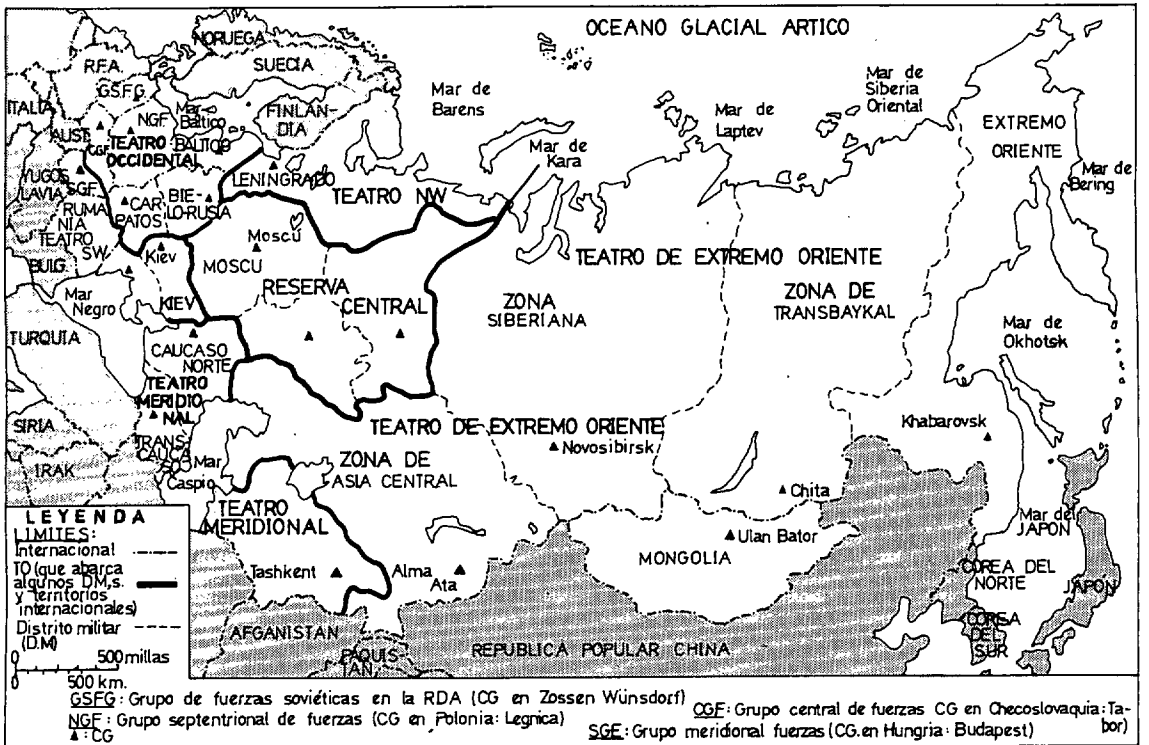 OCEANO GLACIAL ARTICO
NORUEGA
SUECIA
R.F.A.
G.S.F.G.
ITALIA
NGF
Mar
Baltico
FINLAN-
DIA
AUST.
CGF
TEATRO
OCCIDENTAL
BALTICO
LENINGRADO
TEATRO NW
Mar de
Barens
Mar de
Kara
Mar de
Laptev
Mar de
Siberia
Oriental
EXTREMO
ORIENTE
Mar de
Bering
YUGOS
LAVIA
SGF
RUMA
NIA
CAR
PATOS
BIE-
LO-RUSIA
TEATRO
SW
BULG.
Kiev
KIEV
Moscú
MOSCU
RESERVA
CENTRAL
TEATRO DE EXTREMO ORIENTE
ZONA
SIBERIANA
ZONA DE
TRANSBAYKAL
Mar de
Okhotsk
Mar
Negro
TURQUIA
CAUCASO
NORTE
TEATRO
MERIDIO
NAL
SIRIA
IRAK
TRANS.
CAUCA
SO
Mar
Caspio
TEATRO DE EXTREMO ORIENTE
ZONA DE
ASIA CENTRAL
Novosibirsk
Khabarovsk
Chita
Ulan Bator
MONGOLIA
TEATRO
MERIDIONAL
Tashkent
Alma
Ata
AFGANISTAN
PAQUIS
TAN
REPUBLICA POPULAR CHINA
Mar del
JAPON
COREA DEL
NORTE
COREA
DEL
SUR
JAPON
LEYENDA
LIMITES:
Internacional
TO (que abarca
algunos DM,s.
y territorios
internacionales)
Distrito militar
(D.M)
0 500 millas
0 500 km.
GSFG: Grupo de fuerzas soviéticas en la RDA (CG en Zossen Wünsdorf)
NGF: Grupo septentrional de fuerzas (CG en Polonia: Legnica)
▲: CG
CGF: Grupo central de fuerzas CG en Checoslovaquia: Ta-
bor)
SGF: Grupo meridional fuerzas (CG. en Hungria: Budapest)